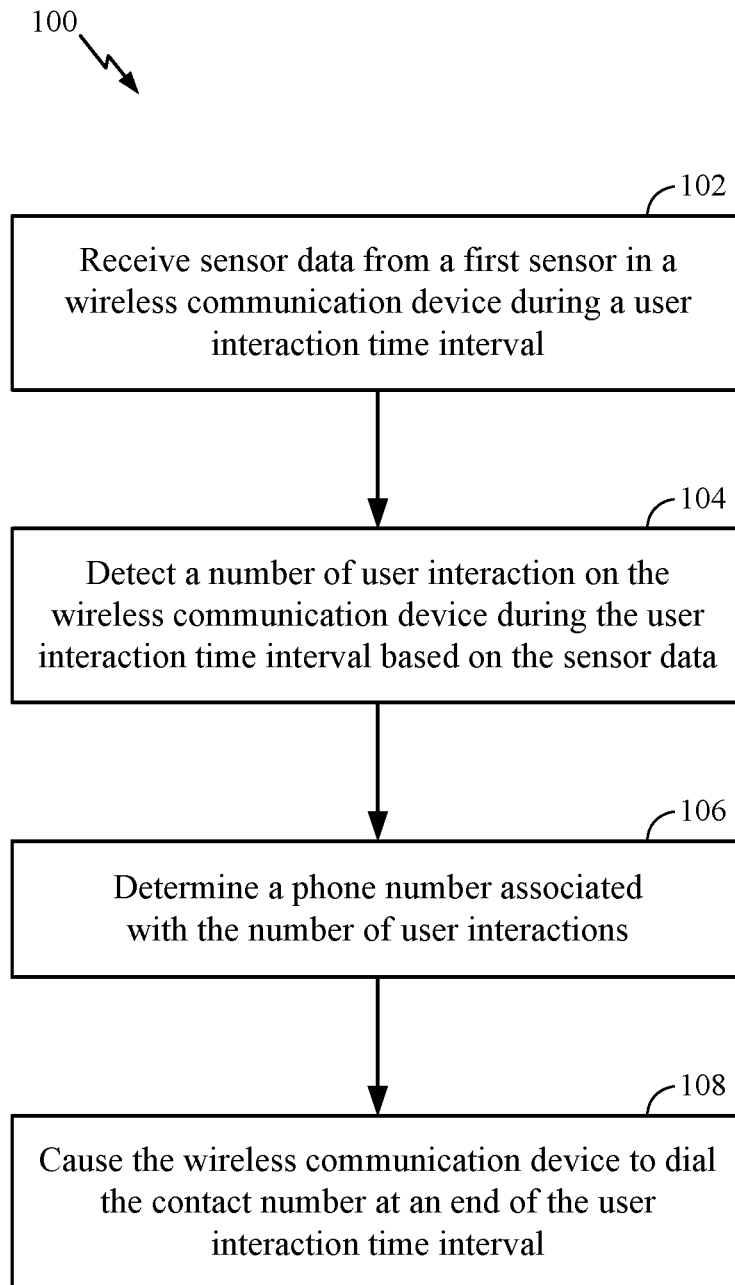 100
102
Receive sensor data from a first sensor in a
wireless communication device during a user
interaction time interval
104
Detect a number of user interaction on the
wireless communication device during the user
interaction time interval based on the sensor data
106
Determine a phone number associated
with the number of user interactions
108
Cause the wireless communication device to dial
the contact number at an end of the user
interaction time interval